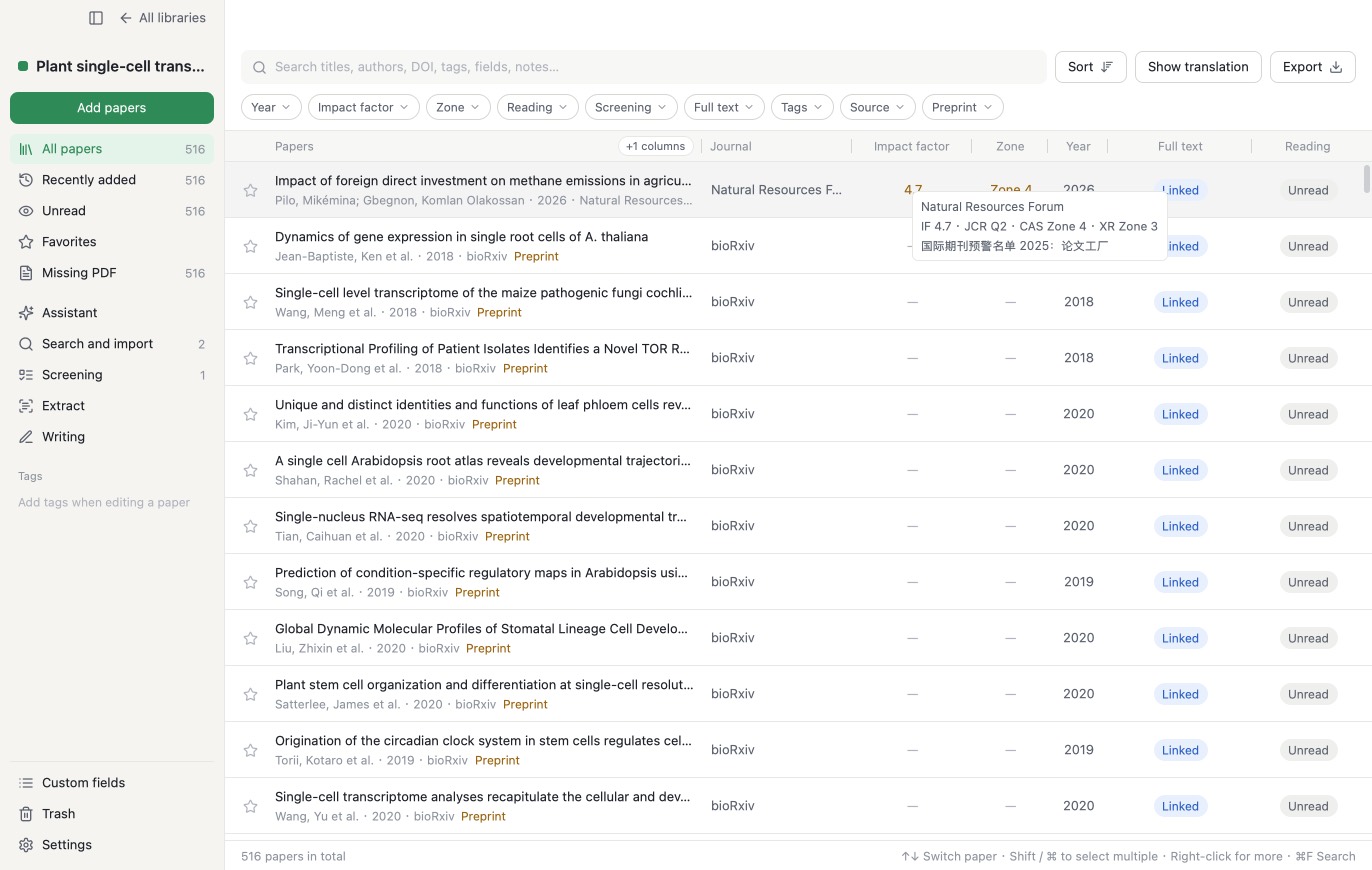 All libraries
Plant single-cell trans...
Add papers
All papers 516
Recently added 516
Unread 516
Favorites
Missing PDF 516
Assistant
Search and import 2
Screening 1
Extract
Writing
Tags
Add tags when editing a paper
Custom fields
Trash
Settings
Search titles, authors, DOI, tags, fields, notes...
Sort
Show translation
Export
Year
Impact factor
Zone
Reading
Screening
Full text
Tags
Source
Preprint
Papers +1 columns Journal Impact factor Zone Year Full text Reading
Impact of foreign direct investment on methane emissions in agricu...
Pilo, Mikémina; Gbegnon, Komlan Olakossan · 2026 · Natural Resources...
Natural Resources F... 4.7 Zone 4 2026 Linked Unread
Natural Resources Forum
IF 4.7 · JCR Q2 · CAS Zone 4 · XR Zone 3
国际期刊预警名单 2025：论文工厂
Dynamics of gene expression in single root cells of A. thaliana
Jean-Baptiste, Ken et al. · 2018 · bioRxiv Preprint
bioRxiv — Linked Unread
Single-cell level transcriptome of the maize pathogenic fungi cochli...
Wang, Meng et al. · 2018 · bioRxiv Preprint
bioRxiv — — 2018 Linked Unread
Transcriptional Profiling of Patient Isolates Identifies a Novel TOR R...
Park, Yoon-Dong et al. · 2018 · bioRxiv Preprint
bioRxiv — — 2018 Linked Unread
Unique and distinct identities and functions of leaf phloem cells rev...
Kim, Ji-Yun et al. · 2020 · bioRxiv Preprint
bioRxiv — — 2020 Linked Unread
A single cell Arabidopsis root atlas reveals developmental trajectori...
Shahan, Rachel et al. · 2020 · bioRxiv Preprint
bioRxiv — — 2020 Linked Unread
Single-nucleus RNA-seq resolves spatiotemporal developmental tr...
Tian, Caihuan et al. · 2020 · bioRxiv Preprint
bioRxiv — — 2020 Linked Unread
Prediction of condition-specific regulatory maps in Arabidopsis usi...
Song, Qi et al. · 2019 · bioRxiv Preprint
bioRxiv — — 2019 Linked Unread
Global Dynamic Molecular Profiles of Stomatal Lineage Cell Develo...
Liu, Zhixin et al. · 2020 · bioRxiv Preprint
bioRxiv — — 2020 Linked Unread
Plant stem cell organization and differentiation at single-cell resolut...
Satterlee, James et al. · 2020 · bioRxiv Preprint
bioRxiv — — 2020 Linked Unread
Origination of the circadian clock system in stem cells regulates cel...
Torii, Kotaro et al. · 2019 · bioRxiv Preprint
bioRxiv — — 2019 Linked Unread
Single-cell transcriptome analyses recapitulate the cellular and dev...
Wang, Yu et al. · 2020 · bioRxiv Preprint
bioRxiv — — 2020 Linked Unread
516 papers in total
↑↓ Switch paper · Shift / ⌘ to select multiple · Right-click for more · ⌘F Search